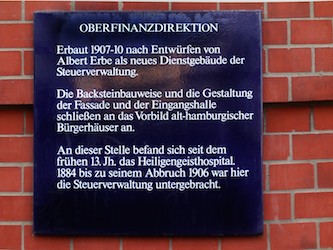 OBERFINANZDIREKTION
Erbaut 1907-10 nach Entwürfen von
Albert Erbe als neues Dienstgebäude der
Steuerverwaltung.
Die Backsteinbauweise und die Gestaltung
der Fassade und der Eingangshalle
schließen an das Vorbild alt-hamburgischer
Bürgerhäuser an.
An dieser Stelle befand sich seit dem
frühen 13. Jh. das Heiligengeisthospital.
1884 bis zu seinem Abbruch 1906 war hier
die Steuerverwaltung untergebracht.